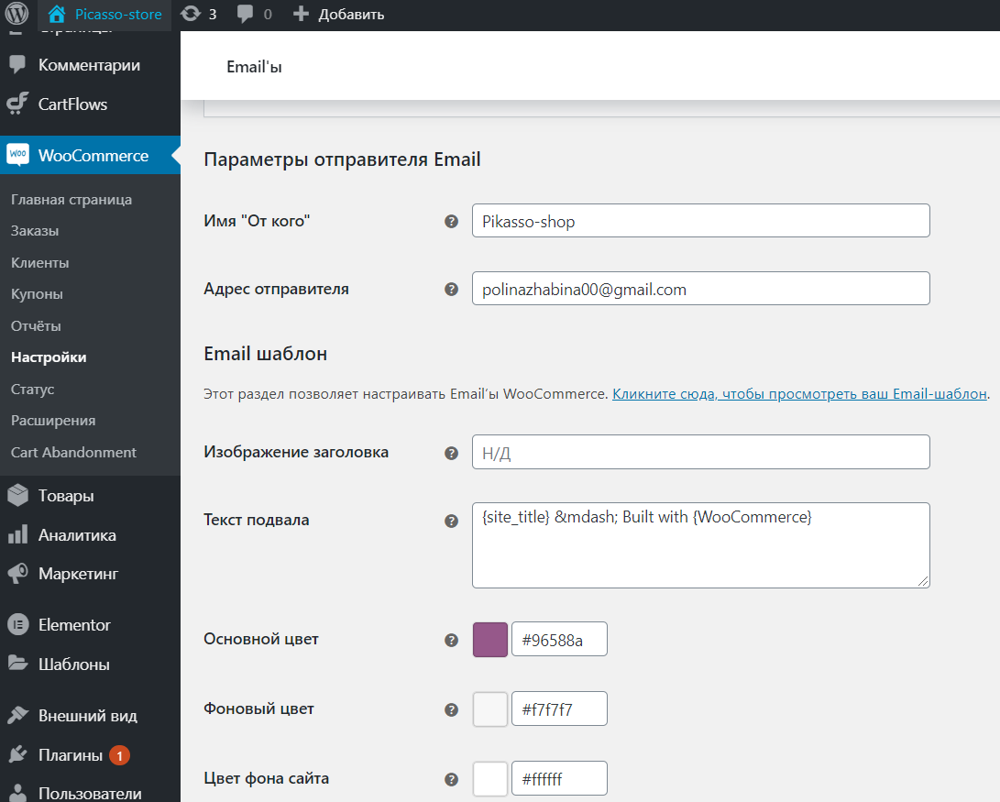 Picasso-store 3 0 Добавить
Страницы
Комментарии
CartFlows
WooCommerce
Главная страница
Заказы
Клиенты
Купоны
Отчёты
Настройки
Статус
Расширения
Cart Abandonment
Товары
Аналитика
Маркетинг
Elementor
Шаблоны
Внешний вид
Плагины 1
Пользователи
Email'ы
Параметры отправителя Email
Имя "От кого" Pikasso-shop
Адрес отправителя polinazhabina00@gmail.com
Email шаблон
Этот раздел позволяет настраивать Email'ы WooCommerce. Кликните сюда, чтобы просмотреть ваш Email-шаблон.
Изображение заголовка Н/Д
Текст подвала {site_title} &mdash; Built with {WooCommerce}
Основной цвет #96588a
Фоновый цвет #f7f7f7
Цвет фона сайта #ffffff